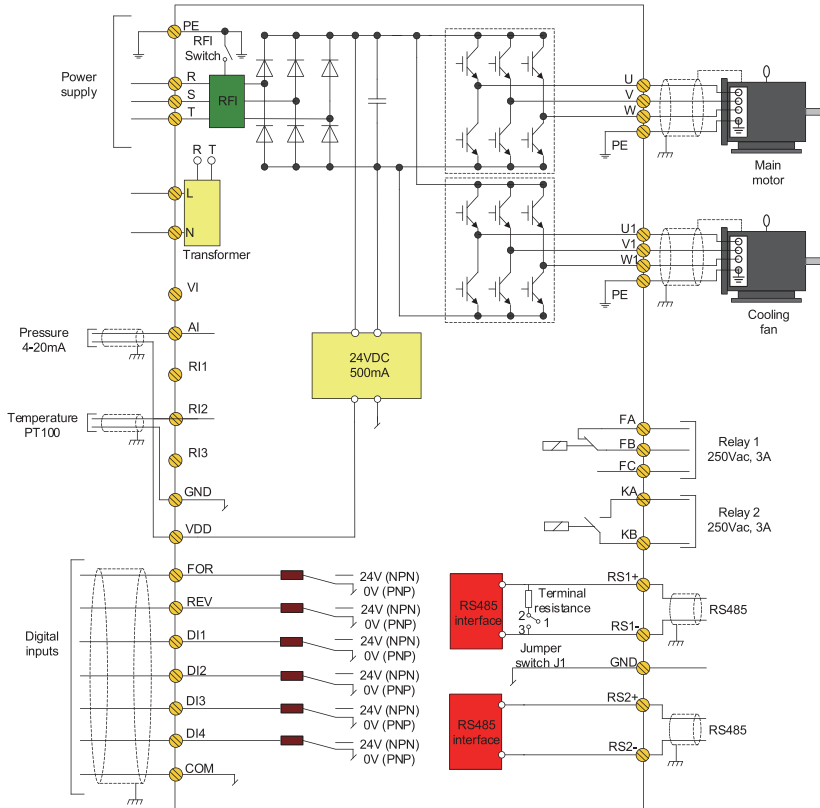 PE
RFI
Switch
Power
supply
R
S
T
RFI
R T
L
N
Transformer
VI
Pressure
4-20mA
AI
RI1
Temperature
PT100
RI2
RI3
GND
VDD
24VDC
500mA
U
V
W
PE
Main
motor
U1
V1
W1
PE
Cooling
fan
FA
FB
FC
Relay 1
250Vac, 3A
KA
KB
Relay 2
250Vac, 3A
Digital
inputs
FOR
24V (NPN)
0V (PNP)
REV
24V (NPN)
0V (PNP)
DI1
24V (NPN)
0V (PNP)
DI2
24V (NPN)
0V (PNP)
DI3
24V (NPN)
0V (PNP)
DI4
24V (NPN)
0V (PNP)
COM
RS485
interface
Terminal
resistance
2
1
3
Jumper
switch J1
RS1+
RS1-
RS485
GND
RS485
interface
RS2+
RS2-
RS485